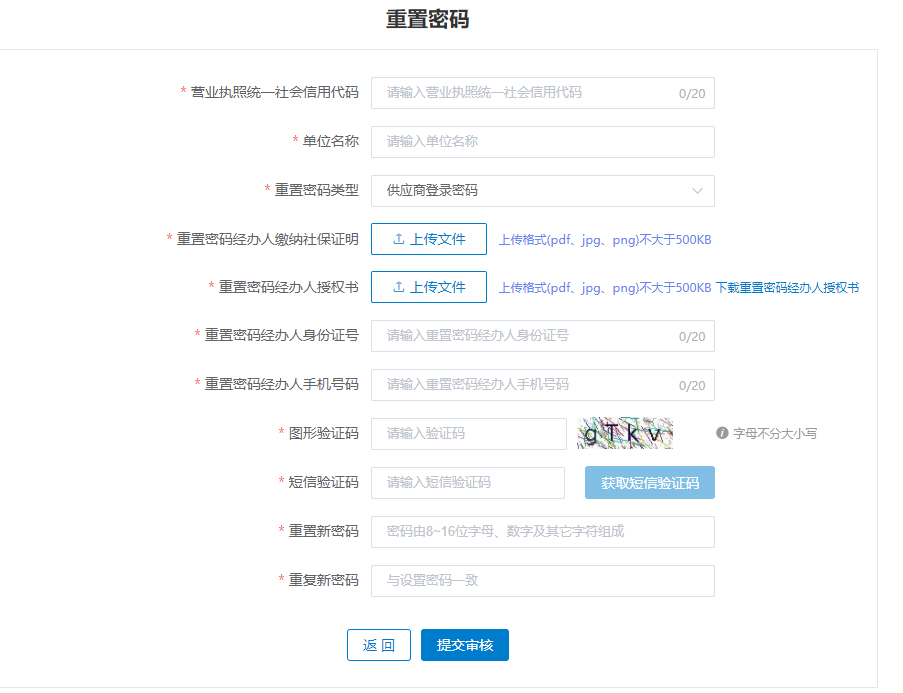 重置密码
* 营业执照统一社会信用代码 请输入营业执照统一社会信用代码 0/20
* 单位名称 请输入单位名称
* 重置密码类型 供应商登录密码
* 重置密码经办人缴纳社保证明 上传文件 上传格式(pdf、jpg、png)不大于500KB
* 重置密码经办人授权书 上传文件 上传格式(pdf、jpg、png)不大于500KB 下载重置密码经办人授权书
* 重置密码经办人身份证号 请输入重置密码经办人身份证号 0/20
* 重置密码经办人手机号码 请输入重置密码经办人手机号码 0/20
* 图形验证码 请输入验证码 gTkv 字母不分大小写
* 短信验证码 请输入短信验证码 获取短信验证码
* 重置新密码 密码由8~16位字母、数字及其它字符组成
* 重复新密码 与设置密码一致
返 回 提交审核